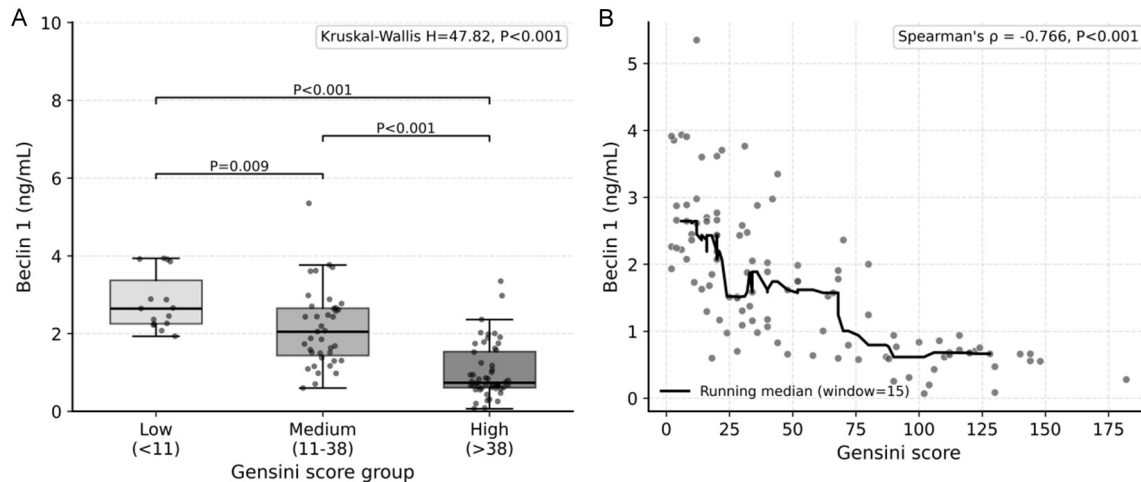 A
Kruskal-Wallis H=47.82, P<0.001
P<0.001
P<0.001
P=0.009
Beclin 1 (ng/mL)
10
8
6
4
2
0
Low
(<11)
Medium
(11-38)
High
(>38)
Gensini score group
B
Spearman's ρ = -0.766, P<0.001
Beclin 1 (ng/mL)
5
4
3
2
1
0
Running median (window=15)
0 25 50 75 100 125 150 175
Gensini score